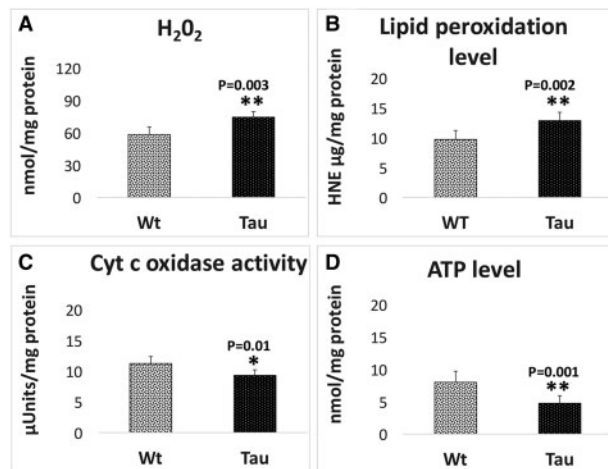 A
H₂0₂
nmol/mg protein
120
90
60
30
0
P=0.003
**
Wt
Tau
B
Lipid peroxidation
level
HNE µg/mg protein
20
15
10
5
0
P=0.002
**
WT
Tau
C
Cyt c oxidase activity
µUnits/mg protein
20
15
10
5
0
P=0.01
*
Wt
Tau
D
ATP level
nmol/mg protein
20
15
10
5
0
P=0.001
**
Wt
Tau